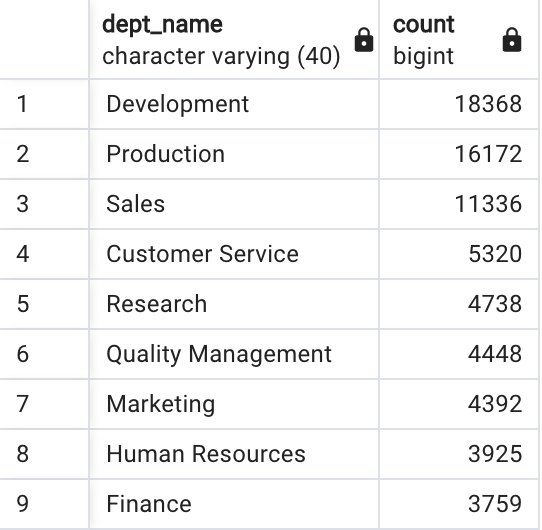 dept_name count
character varying (40) bigint
1 Development 18368
2 Production 16172
3 Sales 11336
4 Customer Service 5320
5 Research 4738
6 Quality Management 4448
7 Marketing 4392
8 Human Resources 3925
9 Finance 3759